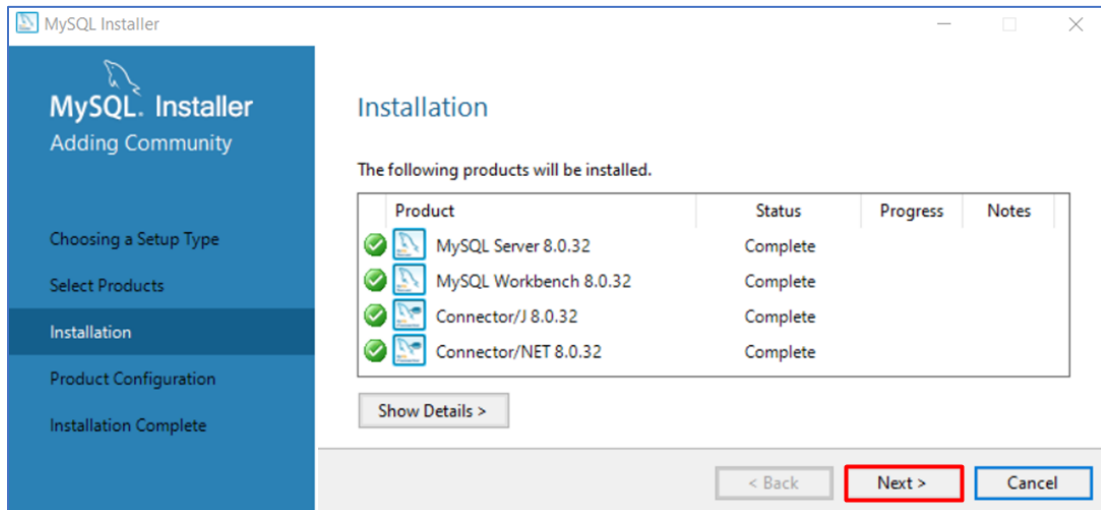 MySQL Installer
MySQL. Installer
Adding Community
Choosing a Setup Type
Select Products
Installation
Product Configuration
Installation Complete
Installation
The following products will be installed.
Product Status Progress Notes
MySQL Server 8.0.32 Complete
MySQL Workbench 8.0.32 Complete
Connector/J 8.0.32 Complete
Connector/NET 8.0.32 Complete
Show Details >
< Back Next > Cancel